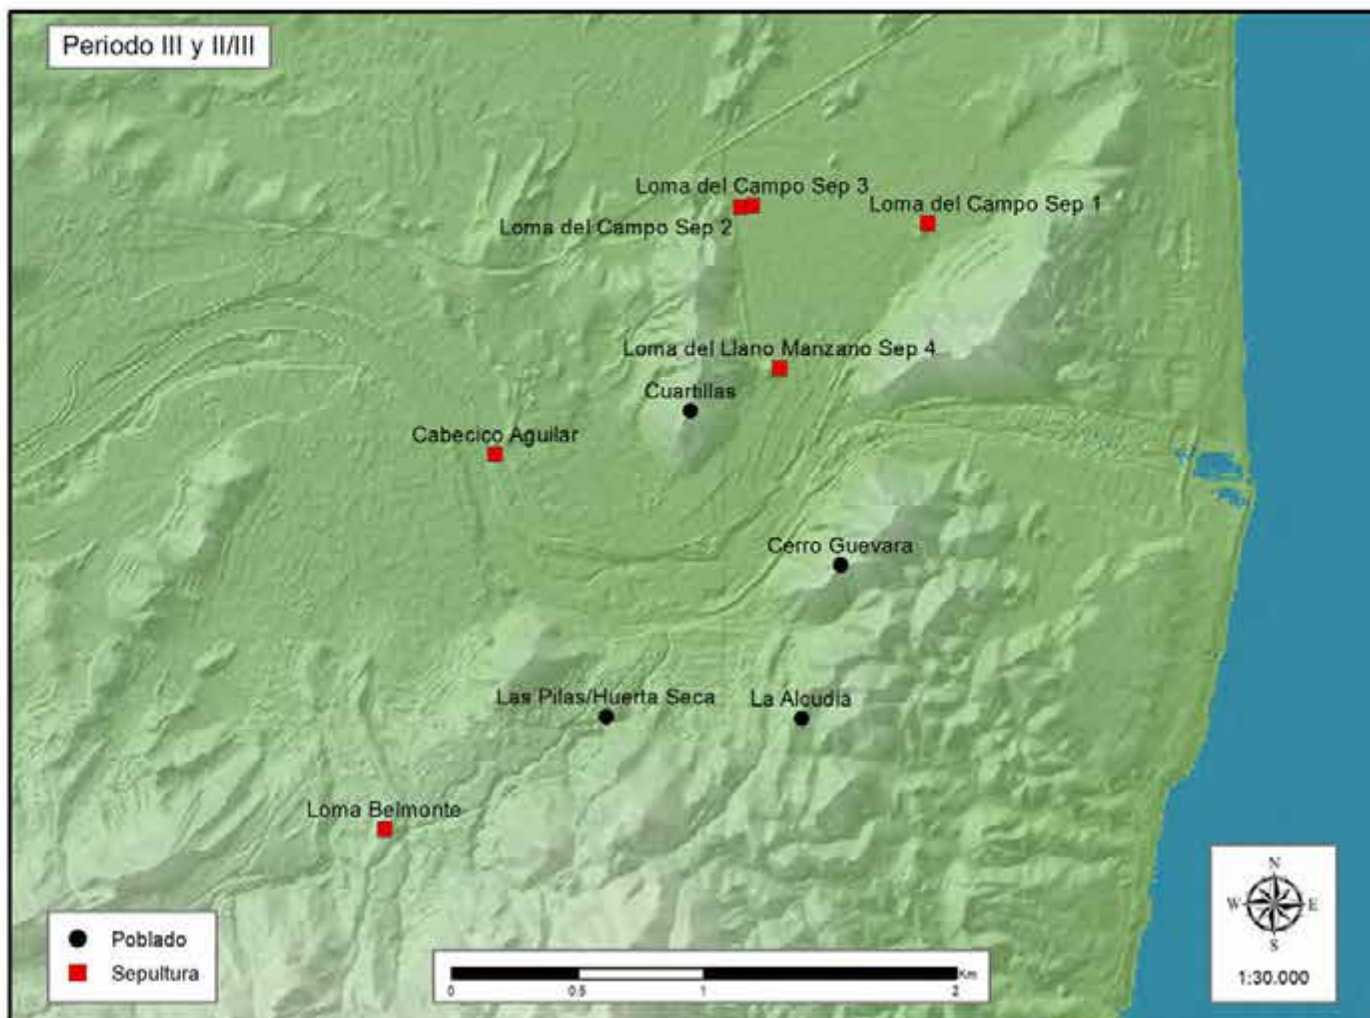 Periodo III y II/III
Loma del Campo Sep 3
Loma del Campo Sep 1
Loma del Campo Sep 2
Loma del Llano Manzano Sep 4
Cuartillas
Cabecico Aguilar
Cerro Guevara
Las Pilas/Huerta Seca
La Alcudia
Loma Belmonte
N
W E
S
1:30.000
Poblado
Sepultura
Km
0 0.5 1 2